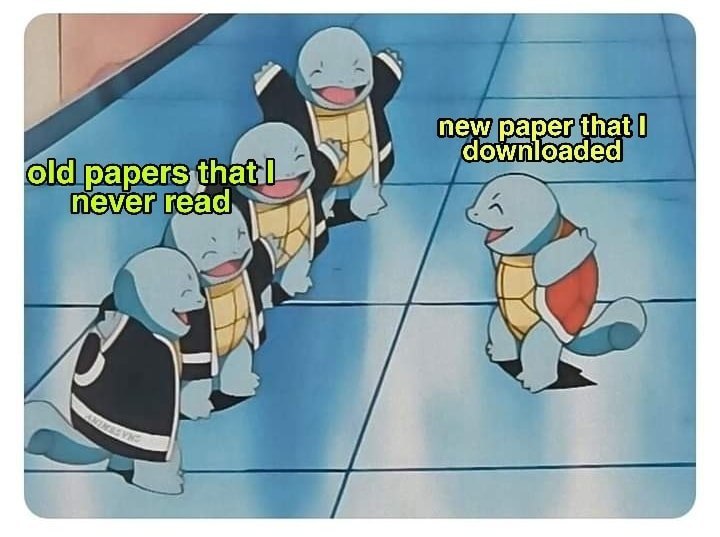 old papers that I
never read
new paper that I
downloaded